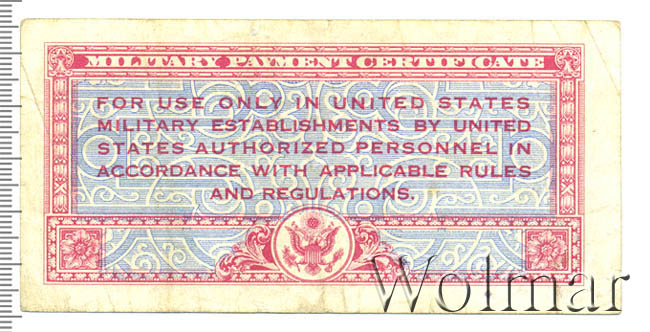 MILITARY PAYMENT CERTIFICATE
FOR USE ONLY IN UNITED STATES
MILITARY ESTABLISHMENTS BY UNITED
STATES AUTHORIZED PERSONNEL IN
ACCORDANCE WITH APPLICABLE RULES
AND REGULATIONS.
Wolmar